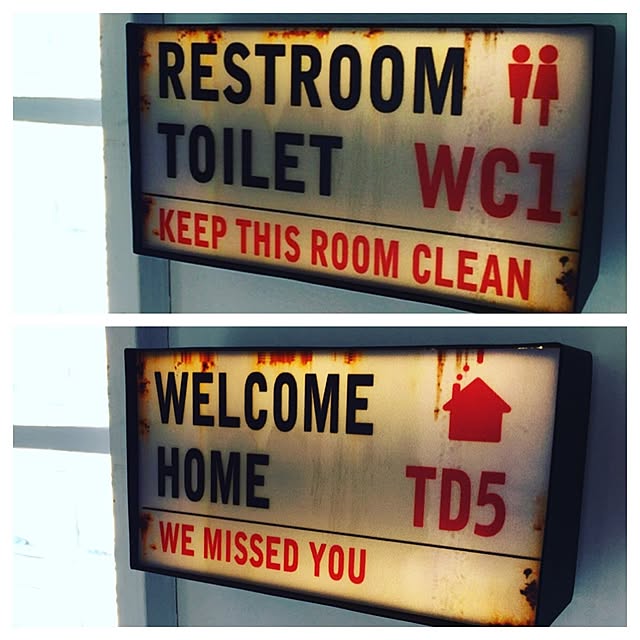 RESTROOM
TOILET WC1
KEEP THIS ROOM CLEAN
WELCOME
HOME TD5
WE MISSED YOU